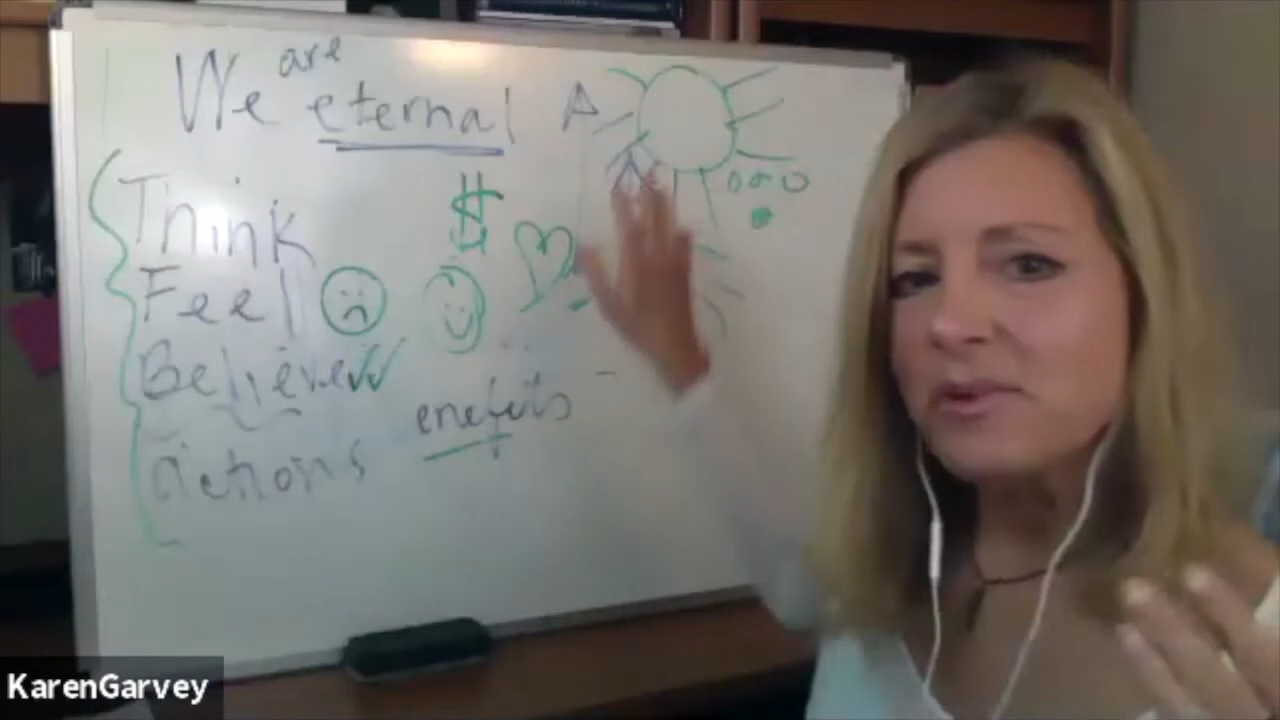 We are eternal A
$
Think
Feel
Believe
actions
enefits
KarenGarvey